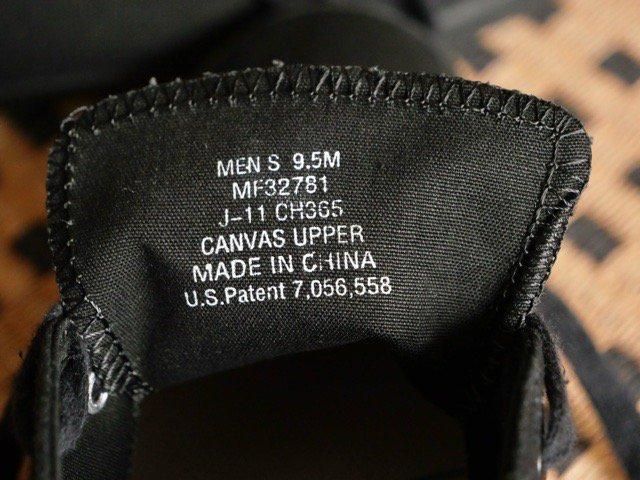 MEN S 9.5M
MF32781
J-11 CH365
CANVAS UPPER
MADE IN CHINA
U.S.Patent 7,056,558